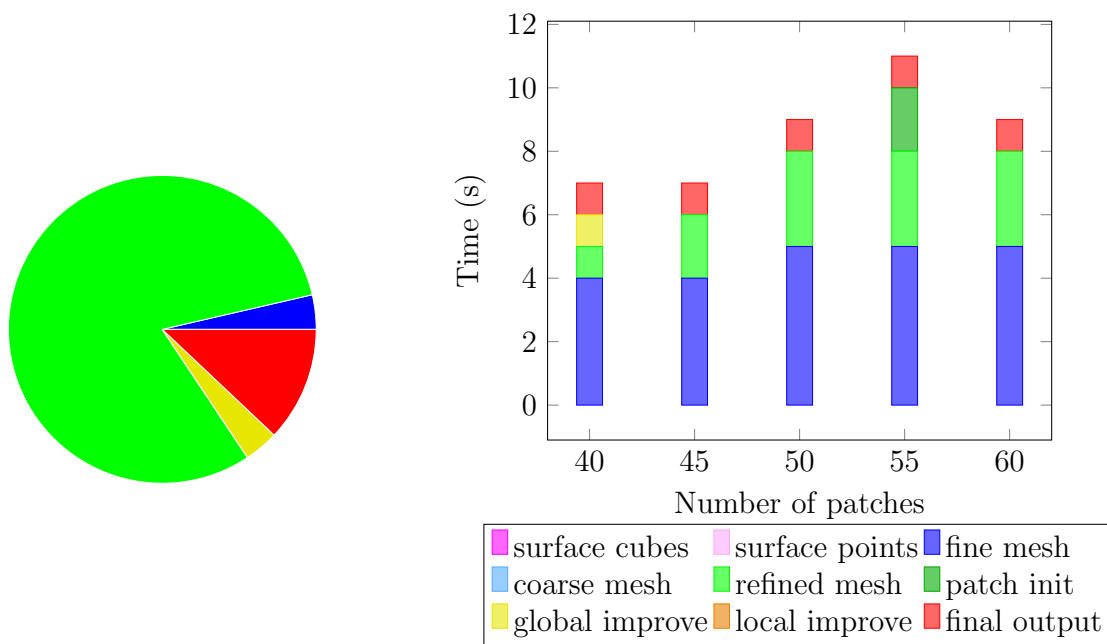 12
10
8
6
4
2
0
Time (s)
40 45 50 55 60
Number of patches
surface cubes surface points fine mesh
coarse mesh refined mesh patch init
global improve local improve final output